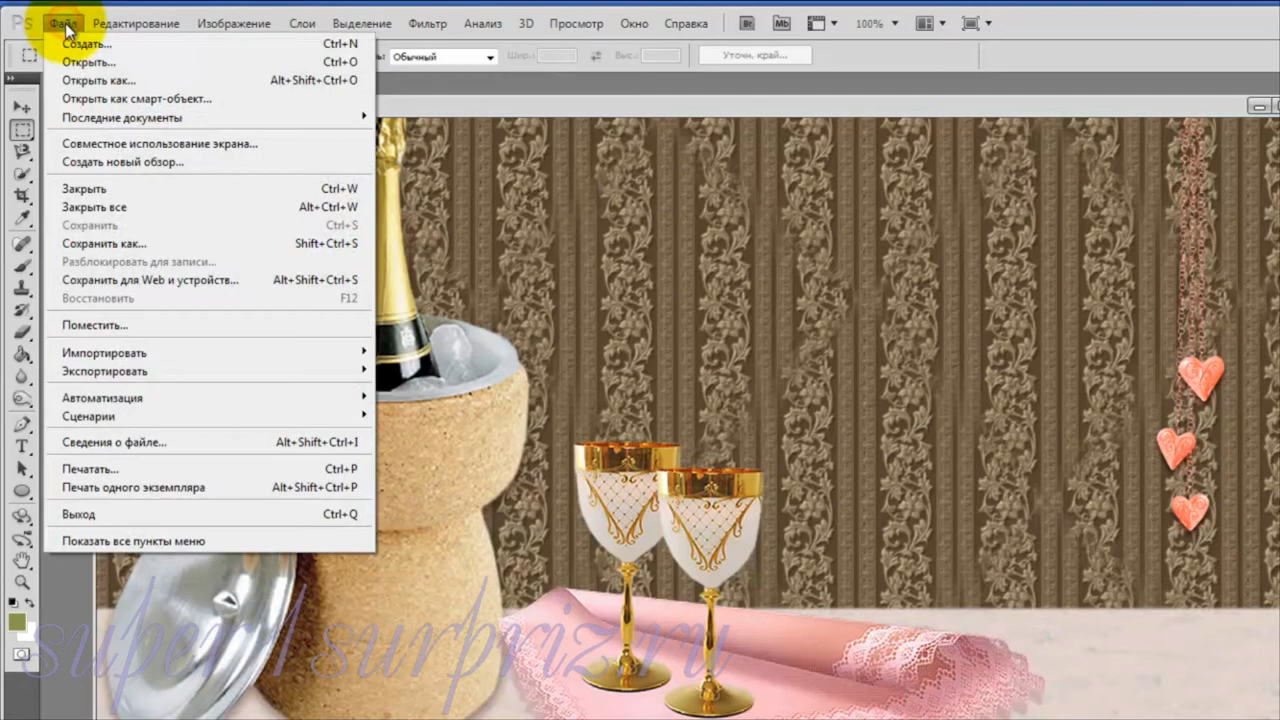 Ps Файл Редактирование Изображение Слои Выделение Фильтр Анализ 3D Просмотр Окно Справка Br Mb 100%
Обычный Шир.: Выс.: Уточн. край...
Создать... Ctrl+N
Открыть... Ctrl+O
Открыть как... Alt+Shift+Ctrl+O
Открыть как смарт-объект...
Последние документы
Совместное использование экрана...
Создать новый обзор...
Закрыть Ctrl+W
Закрыть все Alt+Ctrl+W
Сохранить Ctrl+S
Сохранить как... Shift+Ctrl+S
Разблокировать для записи...
Сохранить для Web и устройств... Alt+Shift+Ctrl+S
Восстановить F12
Поместить...
Импортировать
Экспортировать
Автоматизация
Сценарии
Сведения о файле... Alt+Shift+Ctrl+I
Печатать... Ctrl+P
Печать одного экземпляра Alt+Shift+Ctrl+P
Выход Ctrl+Q
Показать все пункты меню
super1surpriz.ru